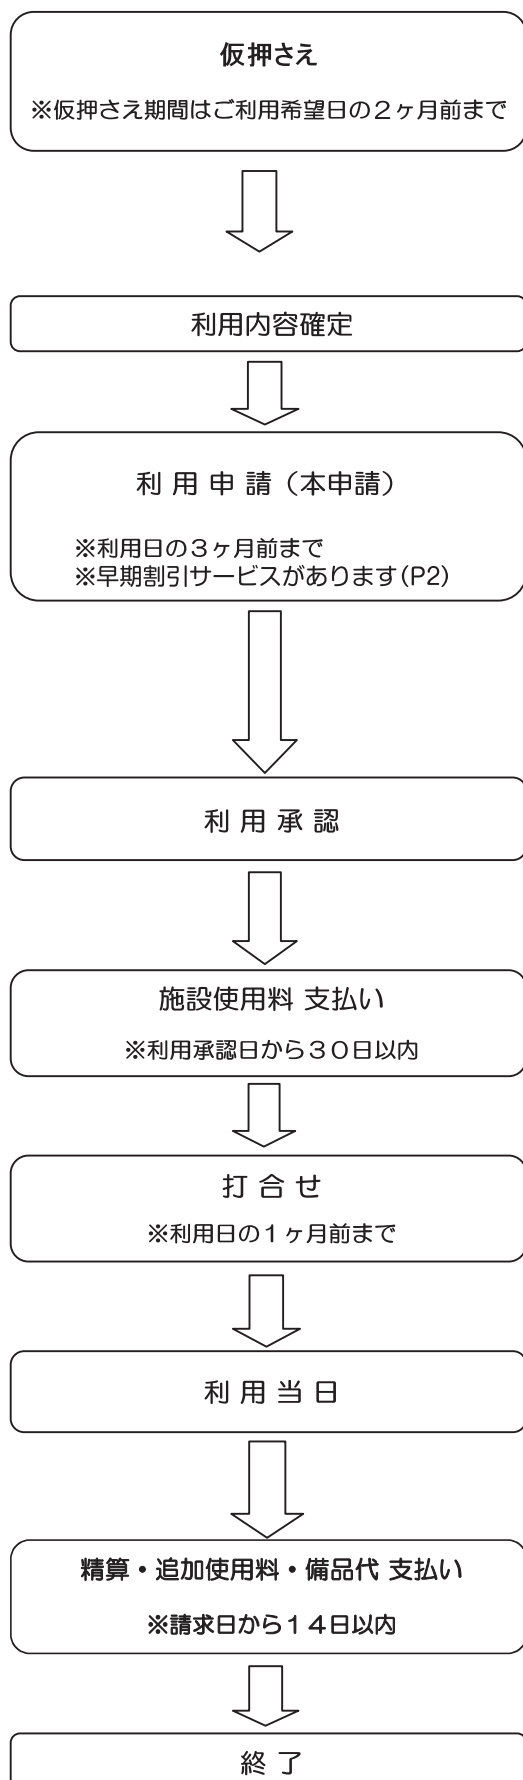 仮押さえ
※仮押さえ期間はご利用希望日の２ヶ月前まで
利用内容確定
利 用 申 請（本申請）
※利用日の３ヶ月前まで
※早期割引サービスがあります(P2)
利 用 承 認
施設使用料 支払い
※利用承認日から３０日以内
打 合 せ
※利用日の１ヶ月前まで
利 用 当 日
精算・追加使用料・備品代 支払い
※請求日から１４日以内
終 了